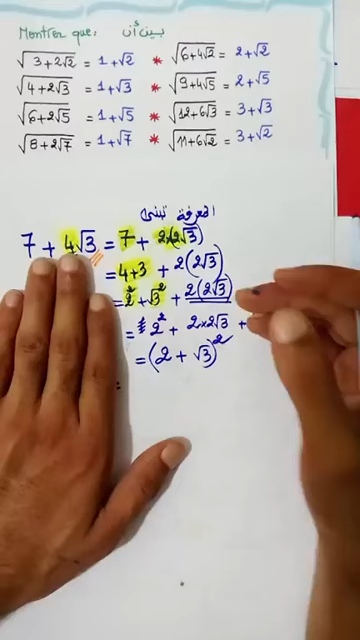 Montrer que: بين أن
√3+2√2 = 1+√2 * √6+4√2 = 2+√2
√4+2√3 = 1+√3 * √9+4√5 = 2+√5
√6+2√5 = 1+√5 * √12+6√3 = 3+√3
√8+2√7 = 1+√7 * √11+6√2 = 3+√2
المعرفة تبنى
7 + 4√3 = 7 + 2×(2√3)
= 4+3 + 2(2√3)
= 2² + √3² + 2(2√3)
= 2² + 2×2√3 +
= (2 + √3)²
=